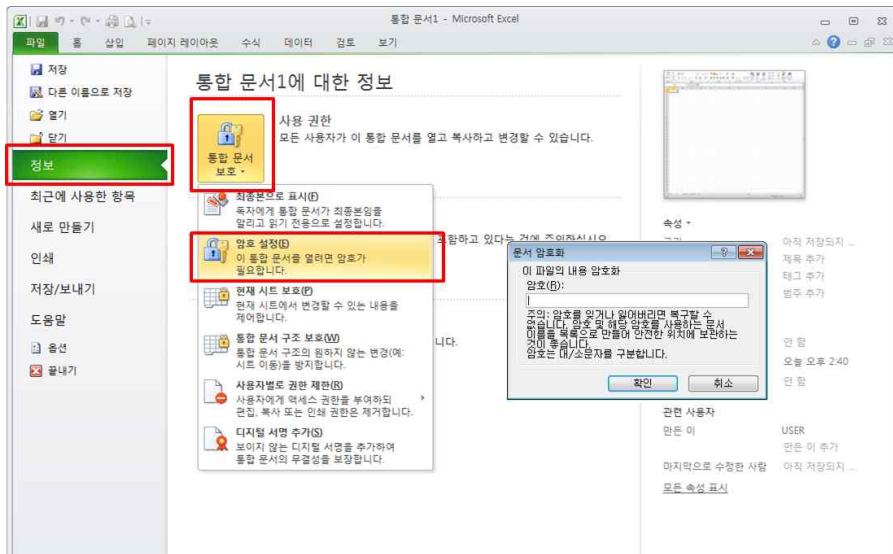 통합 문서1 - Microsoft Excel
파일 홈 삽입 페이지 레이아웃 수식 데이터 검토 보기
저장
다른 이름으로 저장
열기
닫기
정보
최근에 사용한 항목
새로 만들기
인쇄
저장/보내기
도움말
옵션
끝내기
통합 문서1에 대한 정보
통합 문서
보호
사용 권한
모든 사용자가 이 통합 문서를 열고 복사하고 변경할 수 있습니다.
최종본으로 표시(F)
독자에게 통합 문서가 최종본임을
알리고 읽기 전용으로 설정합니다.
암호 설정(E)
이 통합 문서를 열려면 암호가
필요합니다.
현재 시트 보호(P)
현재 시트에서 변경할 수 있는 내용을
제어합니다.
통합 문서 구조 보호(W)
통합 문서 구조의 원하지 않는 변경(예:
시트 이동)를 방지합니다.
사용자별로 권한 제한(R)
사용자에게 액세스 권한을 부여하되
편집, 복사 또는 인쇄 권한은 제거합니다.
디지털 서명 추가(S)
보이지 않는 디지털 서명을 추가하여
통합 문서의 무결성을 보장합니다.
하고 있다는 것에
니다.
문서 암호화
이 파일의 내용 암호화
암호(R):
주의: 암호를 잊거나 잃어버리면 복구할 수
없습니다. 암호 및 해당 암호를 사용하는 문서
이름을 목록으로 만들어 안전한 위치에 보관하는
것이 좋습니다.
암호는 대/소문자를 구분합니다.
확인 취소
속성
아직 저장되지 ...
제목 추가
태그 추가
범주 추가
안 함
오늘 오후 2:40
안 함
관련 사용자
만든 이 USER
만든 이 추가
마지막으로 수정한 사람 아직 저장되지 ...
모든 속성 표시